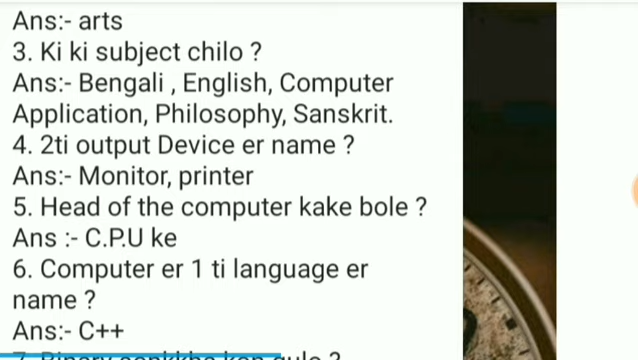 Ans:- arts
3. Ki ki subject chilo ?
Ans:- Bengali , English, Computer
Application, Philosophy, Sanskrit.
4. 2ti output Device er name ?
Ans:- Monitor, printer
5. Head of the computer kake bole ?
Ans :- C.P.U ke
6. Computer er 1 ti language er
name ?
Ans:- C++
7. Binary